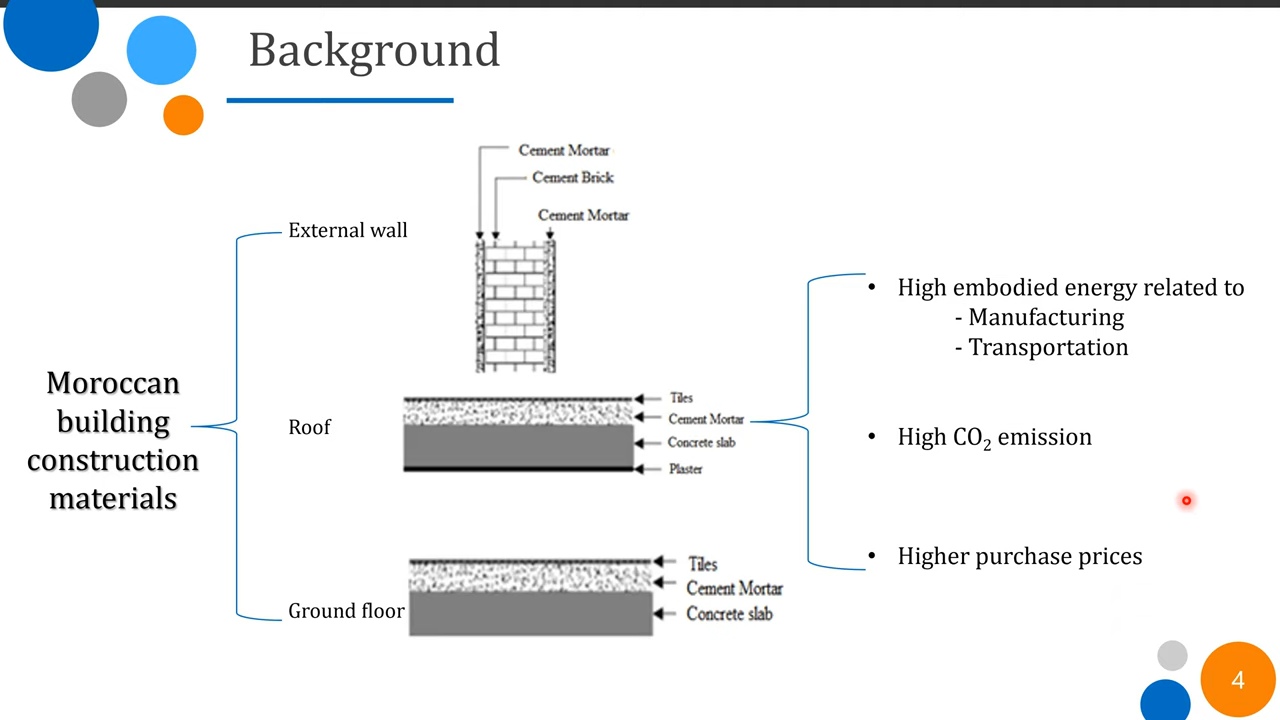 Background
Cement Mortar
Cement Brick
Cement Mortar
External wall
Moroccan
building
construction
materials
Roof
Tiles
Cement Mortar
Concrete slab
Plaster
Ground floor
Tiles
Cement Mortar
Concrete slab
• High embodied energy related to
- Manufacturing
- Transportation
• High CO₂ emission
• Higher purchase prices
4